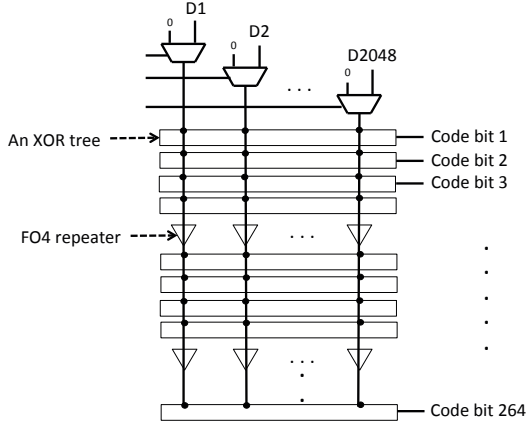 D1
0
D2
0
D2048
0
. . .
An XOR tree
Code bit 1
Code bit 2
Code bit 3
FO4 repeater
. . .
. . .
Code bit 264